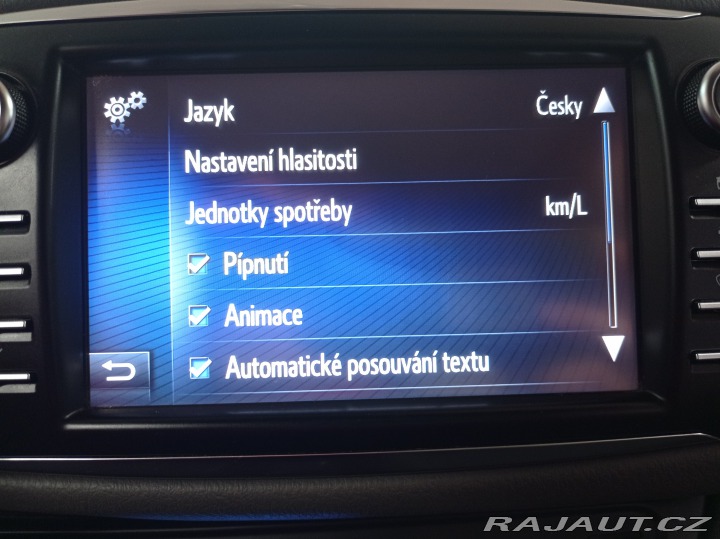 Jazyk Česky
Nastavení hlasitosti
Jednotky spotřeby km/L
Pípnutí
Animace
Automatické posouvání textu
RAJAUT.CZ